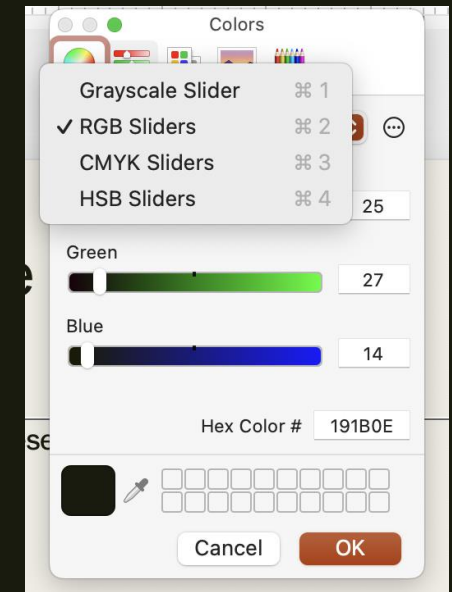 Colors
Grayscale Slider ⌘ 1
✓ RGB Sliders ⌘ 2
CMYK Sliders ⌘ 3
HSB Sliders ⌘ 4
25
Green
27
Blue
14
Hex Color # 191B0E
se
Cancel OK